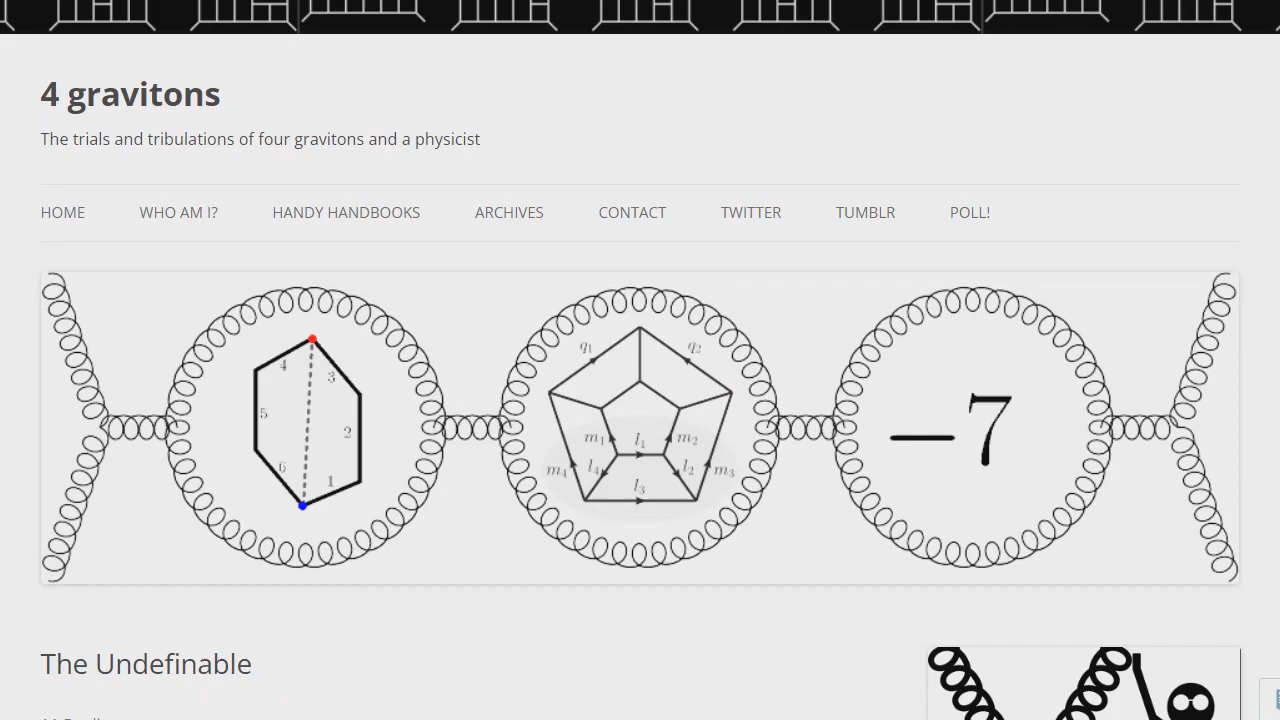 4 gravitons
The trials and tribulations of four gravitons and a physicist
HOME WHO AM I? HANDY HANDBOOKS ARCHIVES CONTACT TWITTER TUMBLR POLL!
4
3
5
2
6
1
q1 q2
m1 l1 m2
m4 l4 l2 m3
l3
−7
The Undefinable